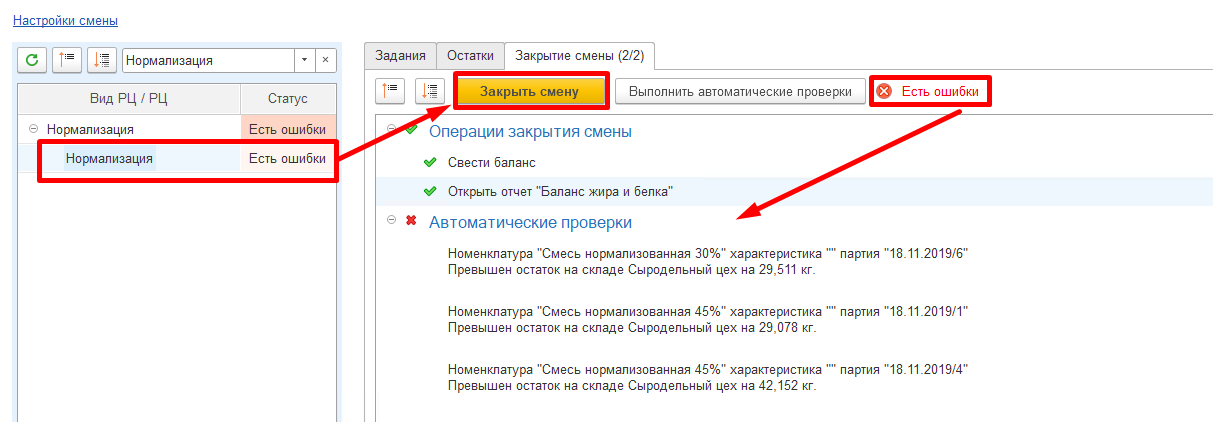 Настройки смены
Нормализация
Вид РЦ / РЦ Статус
Нормализация Есть ошибки
Нормализация Есть ошибки
Задания Остатки Закрытие смены (2/2)
Закрыть смену Выполнить автоматические проверки Есть ошибки
Операции закрытия смены
Свести баланс
Открыть отчет "Баланс жира и белка"
Автоматические проверки
Номенклатура "Смесь нормализованная 30%" характеристика "" партия "18.11.2019/6"
Превышен остаток на складе Сыродельный цех на 29,511 кг.
Номенклатура "Смесь нормализованная 45%" характеристика "" партия "18.11.2019/1"
Превышен остаток на складе Сыродельный цех на 29,078 кг.
Номенклатура "Смесь нормализованная 45%" характеристика "" партия "18.11.2019/4"
Превышен остаток на складе Сыродельный цех на 42,152 кг.